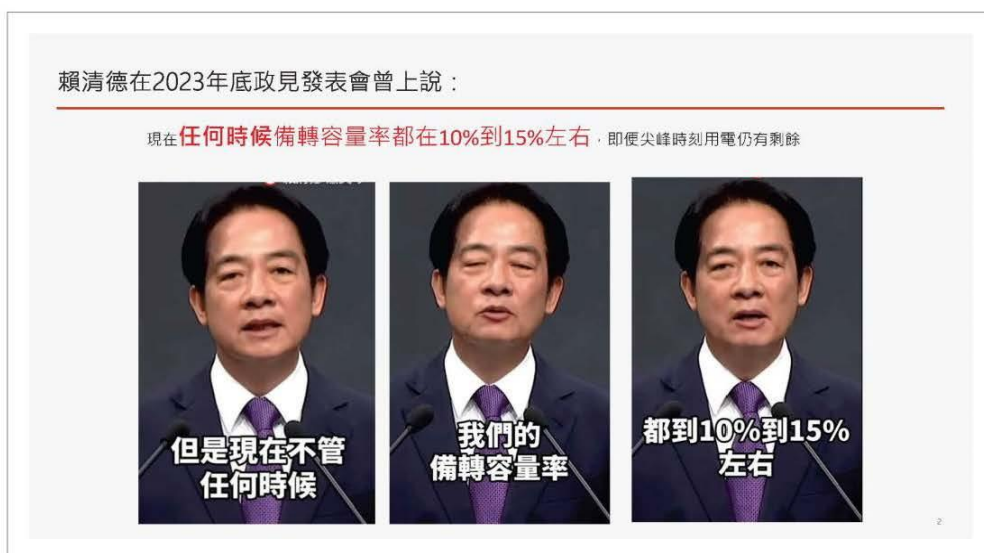 賴清德在2023年底政見發表會曾上說：
現在任何時候備轉容量率都在10%到15%左右，即便尖峰時刻用電仍有剩餘
但是現在不管
任何時候
我們的
備轉容量率
都到10%到15%
左右
2